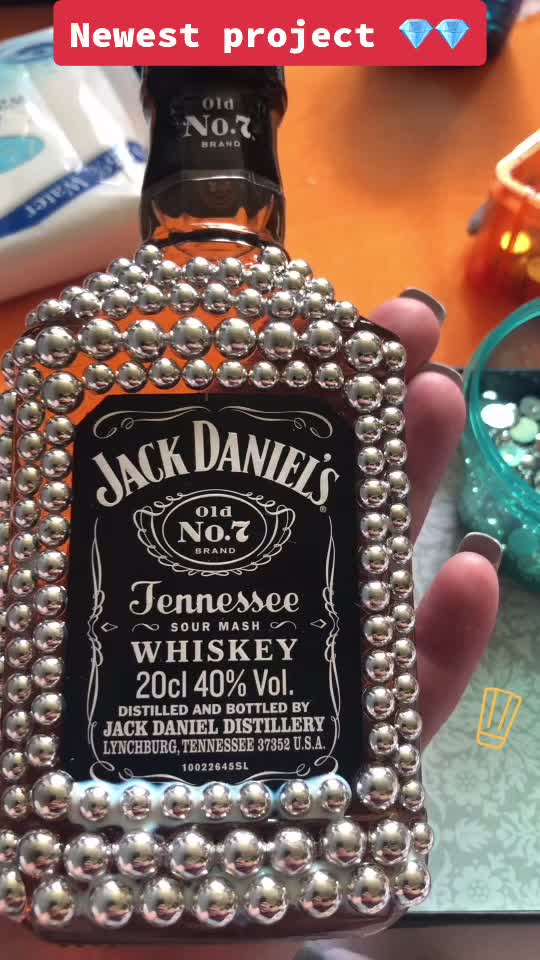 Newest project 💎💎
Old
No.7
BRAND
Water
JACK DANIEL'S
Old
No.7
BRAND
Tennessee
SOUR MASH
WHISKEY
20cl 40% Vol.
DISTILLED AND BOTTLED BY
JACK DANIEL DISTILLERY
LYNCHBURG, TENNESSEE 37352 U.S.A.
10022645SL